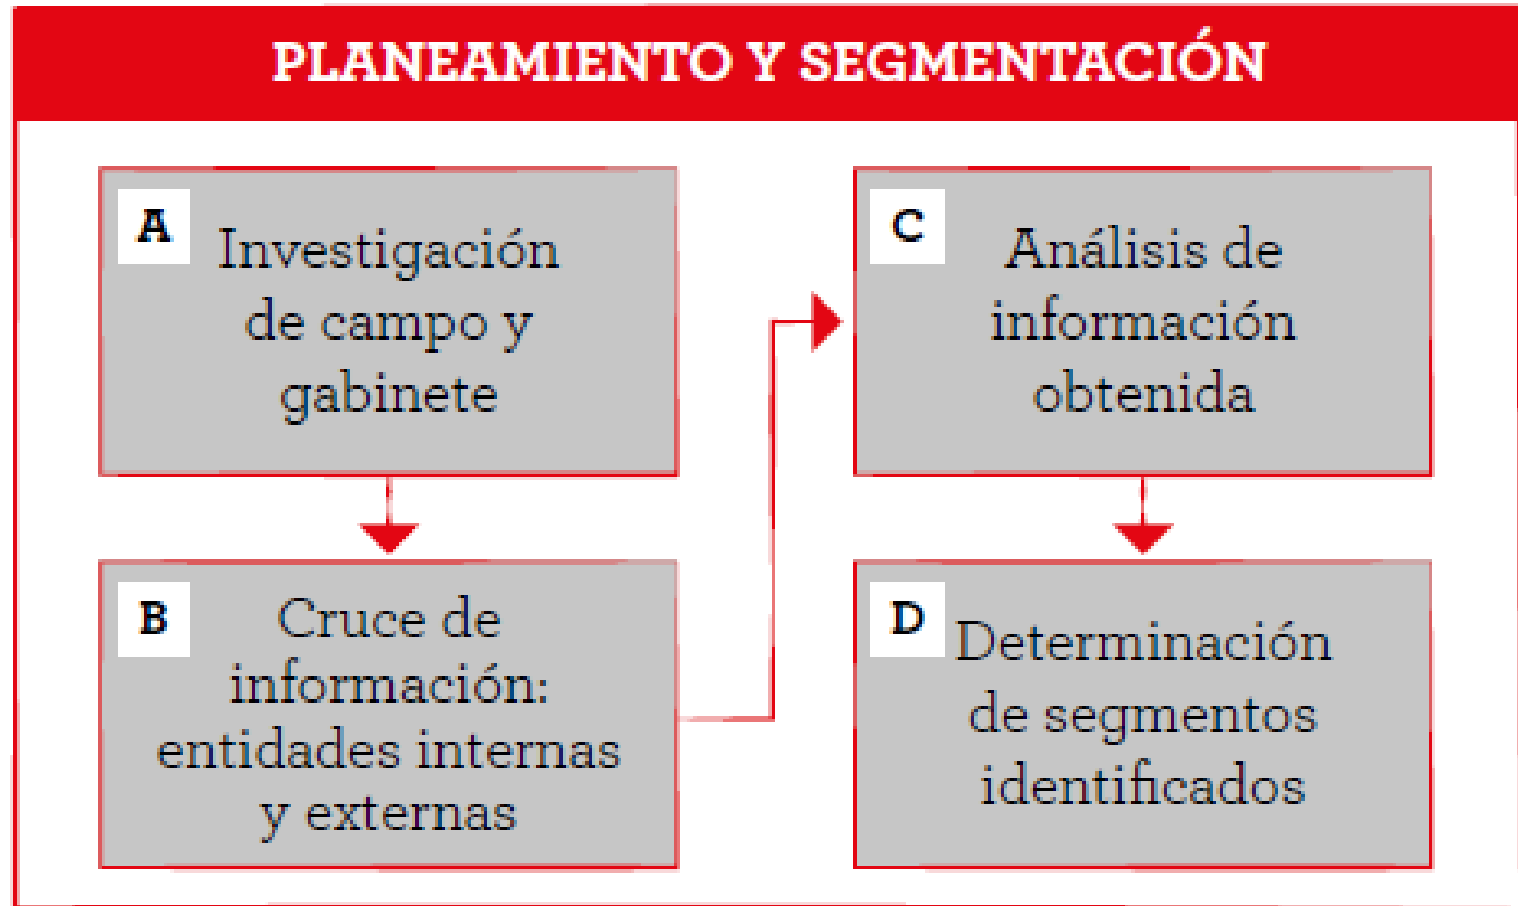 PLANEAMIENTO Y SEGMENTACIÓN
A
Investigación
de campo y
gabinete
B
Cruce de
información:
entidades internas
y externas
C
Análisis de
información
obtenida
D
Determinación
de segmentos
identificados